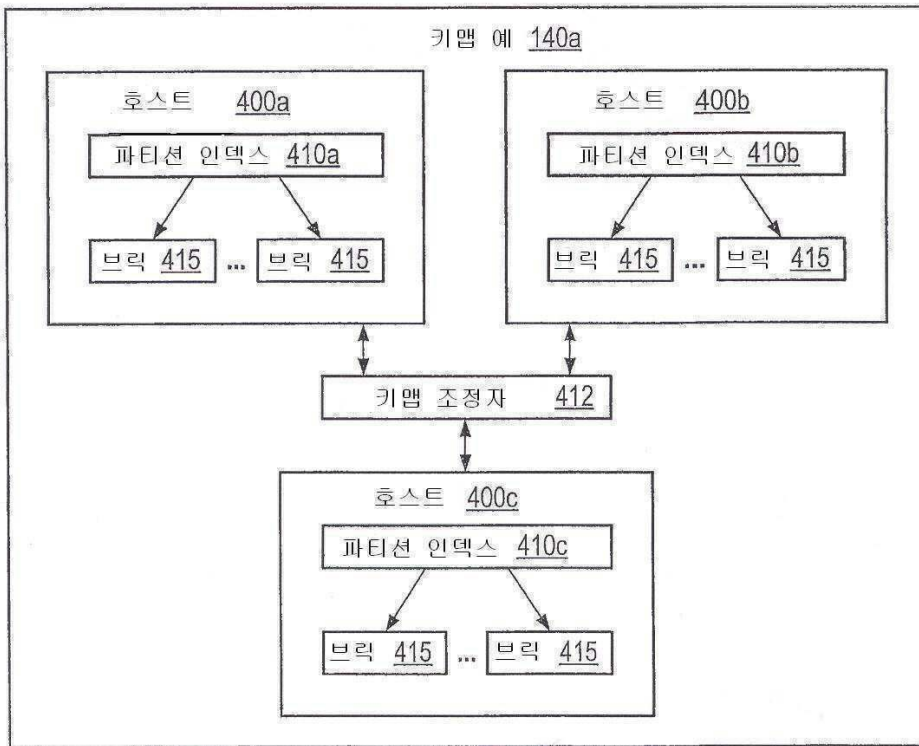 키맵 예 140a
호스트 400a
파티션 인덱스 410a
브릭 415 ... 브릭 415
호스트 400b
파티션 인덱스 410b
브릭 415 ... 브릭 415
키맵 조정자 412
호스트 400c
파티션 인덱스 410c
브릭 415 ... 브릭 415